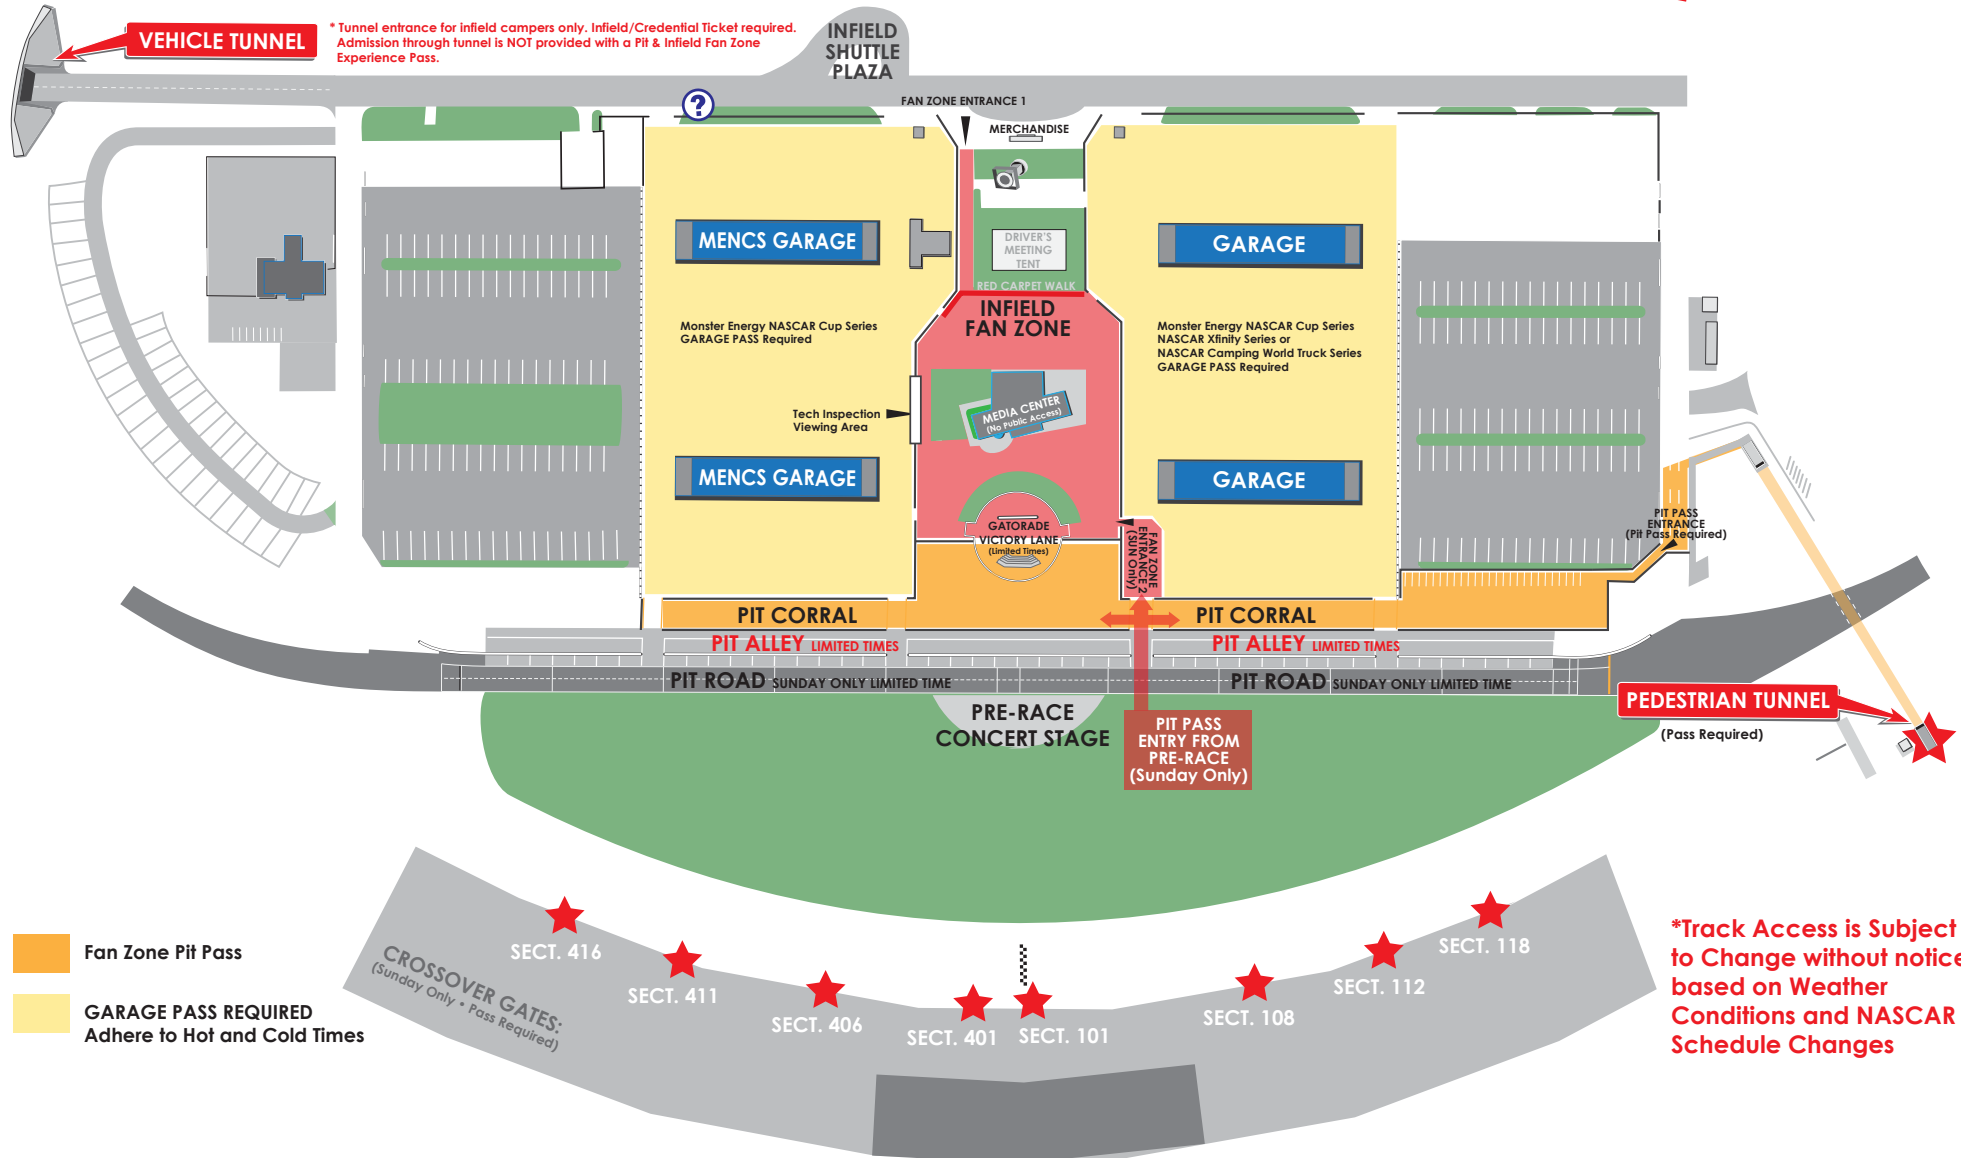 VEHICLE TUNNEL
* Tunnel entrance for infield campers only. Infield/Credential Ticket required.
Admission through tunnel is NOT provided with a Pit & Infield Fan Zone
Experience Pass.
INFIELD
SHUTTLE
PLAZA
?
FAN ZONE ENTRANCE 1
MERCHANDISE
MENCS GARAGE
DRIVER'S
MEETING
TENT
GARAGE
RED CARPET WALK
INFIELD
FAN ZONE
Monster Energy NASCAR Cup Series
GARAGE PASS Required
Monster Energy NASCAR Cup Series
NASCAR Xfinity Series or
NASCAR Camping World Truck Series
GARAGE PASS Required
Tech Inspection
Viewing Area
MEDIA CENTER
(No Public Access)
MENCS GARAGE
GARAGE
GATORADE
VICTORY LANE
(Limited Times)
FAN ZONE
ENTRANCE 2
(SUN Only)
PIT PASS
ENTRANCE
(Pit Pass Required)
PIT CORRAL
PIT CORRAL
PIT ALLEY LIMITED TIMES
PIT ALLEY LIMITED TIMES
PIT ROAD SUNDAY ONLY LIMITED TIME
PIT ROAD SUNDAY ONLY LIMITED TIME
PRE-RACE
CONCERT STAGE
PIT PASS
ENTRY FROM
PRE-RACE
(Sunday Only)
PEDESTRIAN TUNNEL
(Pass Required)
Fan Zone Pit Pass
GARAGE PASS REQUIRED
Adhere to Hot and Cold Times
CROSSOVER GATES:
(Sunday Only • Pass Required)
SECT. 416
SECT. 411
SECT. 406
SECT. 401
SECT. 101
SECT. 108
SECT. 112
SECT. 118
*Track Access is Subject
to Change without notice
based on Weather
Conditions and NASCAR
Schedule Changes